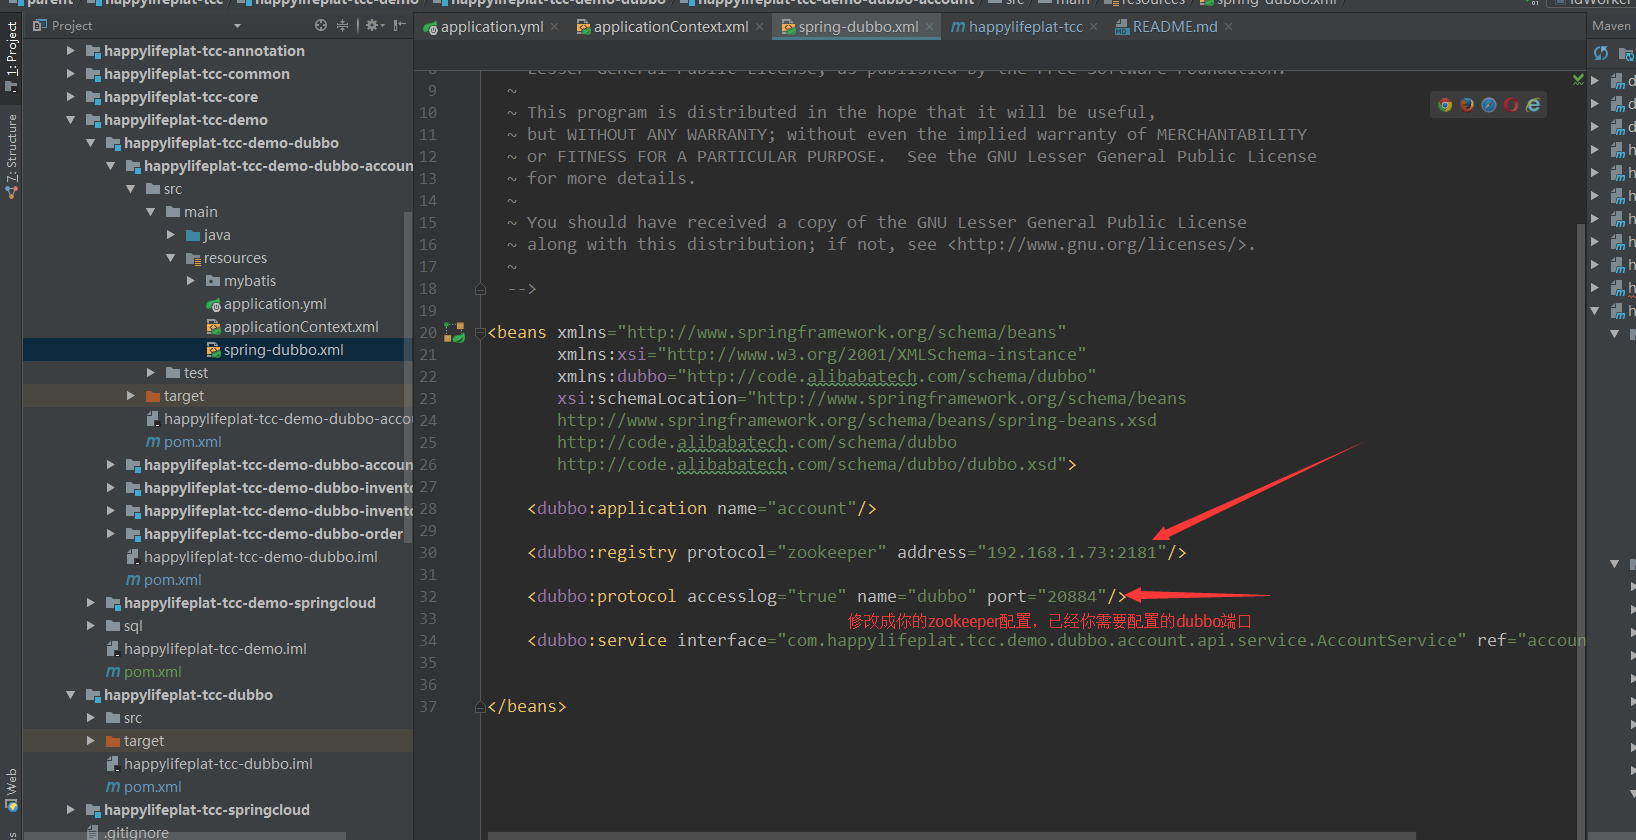 parent
happylifeplat-tcc
happylifeplat-tcc-demo
happylifeplat-tcc-demo-dubbo
happylifeplat-tcc-demo-dubbo-account
src
main
resources
spring-dubbo.xml
IdWorker
Project
application.yml
applicationContext.xml
spring-dubbo.xml
happylifeplat-tcc
README.md
Maven
1: Project
7: Structure
Web
happylifeplat-tcc-annotation
happylifeplat-tcc-common
happylifeplat-tcc-core
happylifeplat-tcc-demo
happylifeplat-tcc-demo-dubbo
happylifeplat-tcc-demo-dubbo-accoun
src
main
java
resources
mybatis
application.yml
applicationContext.xml
spring-dubbo.xml
test
target
happylifeplat-tcc-demo-dubbo-acco
pom.xml
happylifeplat-tcc-demo-dubbo-accoun
happylifeplat-tcc-demo-dubbo-invento
happylifeplat-tcc-demo-dubbo-invento
happylifeplat-tcc-demo-dubbo-order
happylifeplat-tcc-demo-dubbo.iml
pom.xml
happylifeplat-tcc-demo-springcloud
sql
happylifeplat-tcc-demo.iml
pom.xml
happylifeplat-tcc-dubbo
src
target
happylifeplat-tcc-dubbo.iml
pom.xml
happylifeplat-tcc-springcloud
.gitignore
Lesser General Public License, as published by the Free Software Foundation.
9 ~
10 ~ This program is distributed in the hope that it will be useful,
11 ~ but WITHOUT ANY WARRANTY; without even the implied warranty of MERCHANTABILITY
12 ~ or FITNESS FOR A PARTICULAR PURPOSE.  See the GNU Lesser General Public License
13 ~ for more details.
14 ~
15 ~ You should have received a copy of the GNU Lesser General Public License
16 ~ along with this distribution; if not, see <http://www.gnu.org/licenses/>.
17 ~
18 -->
19
20 <beans xmlns="http://www.springframework.org/schema/beans"
21 xmlns:xsi="http://www.w3.org/2001/XMLSchema-instance"
22 xmlns:dubbo="http://code.alibabatech.com/schema/dubbo"
23 xsi:schemaLocation="http://www.springframework.org/schema/beans
24 http://www.springframework.org/schema/beans/spring-beans.xsd
25 http://code.alibabatech.com/schema/dubbo
26 http://code.alibabatech.com/schema/dubbo/dubbo.xsd">
27
28 <dubbo:application name="account"/>
29
30 <dubbo:registry protocol="zookeeper" address="192.168.1.73:2181"/>
31
32 <dubbo:protocol accesslog="true" name="dubbo" port="20884"/>
33 修改成你的zookeeper配置，已经你需要配置的dubbo端口
34 <dubbo:service interface="com.happylifeplat.tcc.demo.dubbo.account.api.service.AccountService" ref="accoun
35
36
37 </beans>